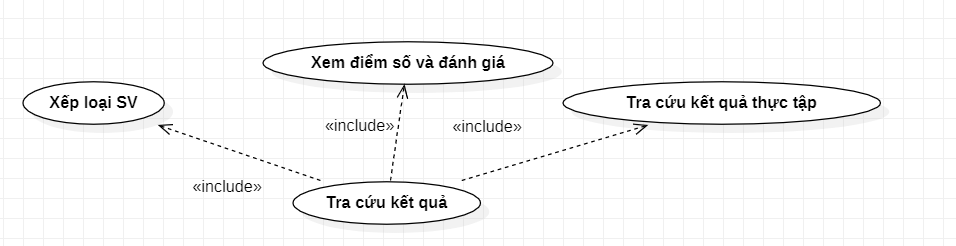 Xem điểm số và đánh giá
Xếp loại SV
Tra cứu kết quả thực tập
«include»
«include»
«include»
Tra cứu kết quả